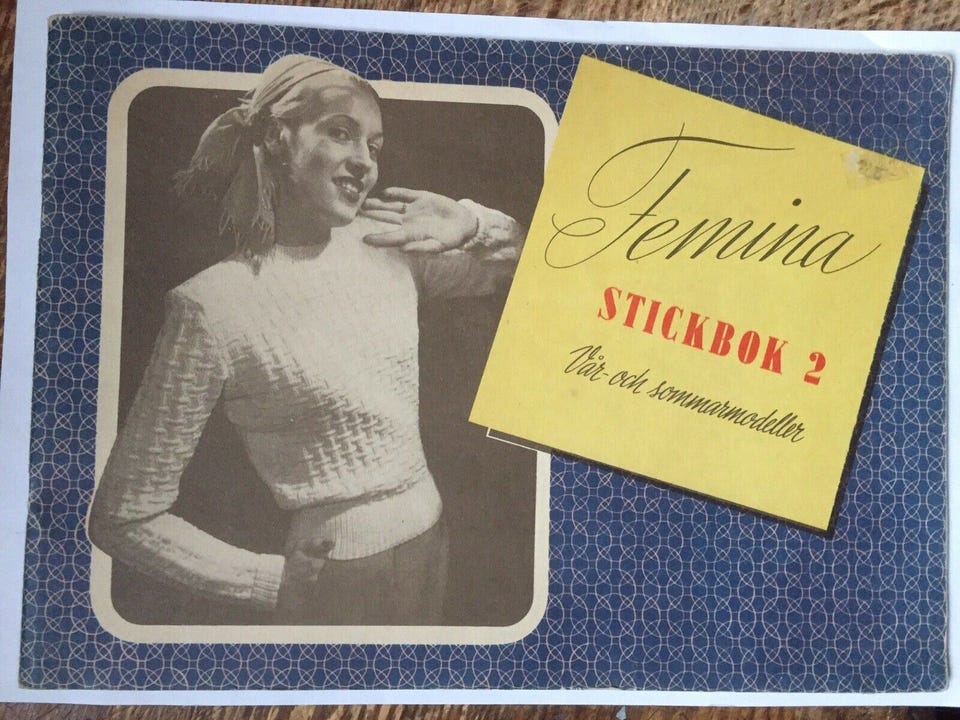 Femina
STICKBOK 2
Vår- och sommarmodeller